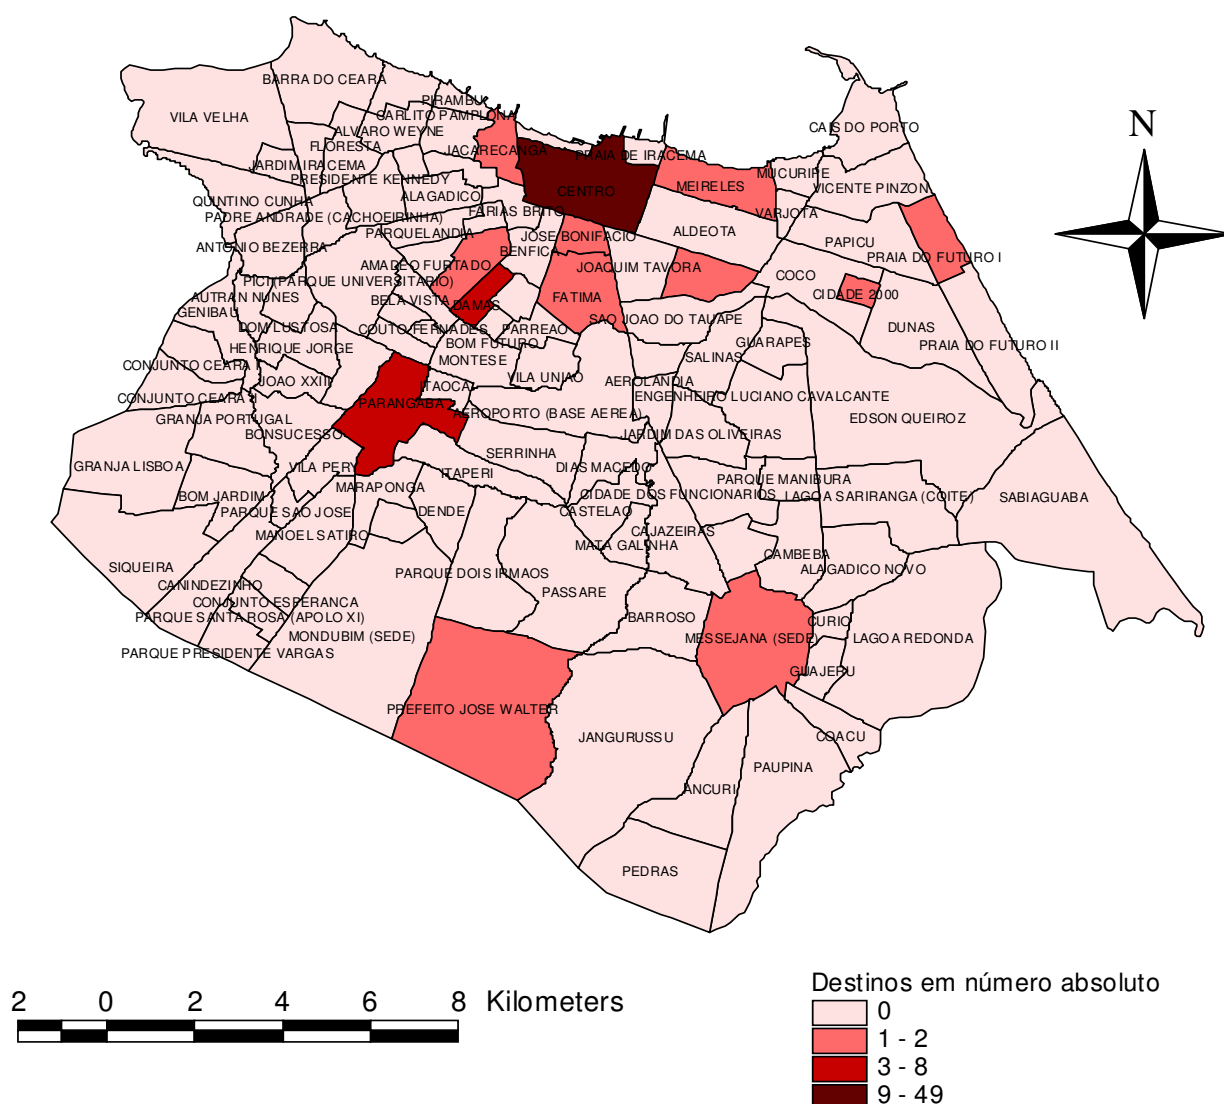 BARRA DO CEARA
VILA VELHA
PIRAMBU
CARLITO PAMPLONA
ALVARO WEYNE
FLORESTA
JACARECANGA
PRAIA DE IRACEMA
CAIS DO PORTO
N
JARDIM IRACEMA
PRESIDENTE KENNEDY
MUCURIPE
VICENTE PINZON
MEIRELES
CENTRO
QUINTINO CUNHA
ALAGADICO
PADRE ANDRADE (CACHOEIRINHA)
FARIAS BRITO
VARJOTA
PARQUELANDIA
JOSE BONIFACIO
ALDEOTA
PAPICU
ANTONIO BEZERRA
BENFICA
PRAIA DO FUTURO I
AMADEO FURTADO
JOAQUIM TAVORA
COCO
PICI (PARQUE UNIVERSITARIO)
AUTRAN NUNES
BELA VISTA
DAMAS
FATIMA
CIDADE 2000
GENIBAU
DOM LUSTOSA
COUTO FERNADES
PARREAO
SAO JOAO DO TAUAPE
DUNAS
HENRIQUE JORGE
BOM FUTURO
GUARAPES
PRAIA DO FUTURO II
MONTESE
SALINAS
CONJUNTO CEARA I
JOAO XXIII
ITAOCA
VILA UNIAO
AEROLANDIA
CONJUNTO CEARA II
PARANGABA
ENGENHEIRO LUCIANO CAVALCANTE
GRANJA PORTUGAL
AEROPORTO (BASE AEREA)
EDSON QUEIROZ
BONSUCESSO
JARDIM DAS OLIVEIRAS
GRANJA LISBOA
VILA PERY
ITAPERI
SERRINHA
DIAS MACEDO
PARQUE MANIBURA
BOM JARDIM
MARAPONGA
CIDADE DOS FUNCIONARIOS
LAGOA SARIRANGA (COITE)
SABIAGUABA
PARQUE SAO JOSE
DENDE
CASTELAO
MANOEL SATIRO
CAJAZEIRAS
MATA GALINHA
CAMBEBA
SIQUEIRA
PARQUE DOIS IRMAOS
ALAGADICO NOVO
CANINDEZINHO
PASSARE
CONJUNTO ESPERANCA
PARQUE SANTA ROSA (APOLO XI)
BARROSO
CURIO
MONDUBIM (SEDE)
MESSEJANA (SEDE)
LAGOA REDONDA
PARQUE PRESIDENTE VARGAS
GUAJERU
PREFEITO JOSE WALTER
JANGURUSSU
COACU
PAUPINA
ANCURI
PEDRAS
2 0 2 4 6 8 Kilometers
Destinos em número absoluto
0
1 - 2
3 - 8
9 - 49